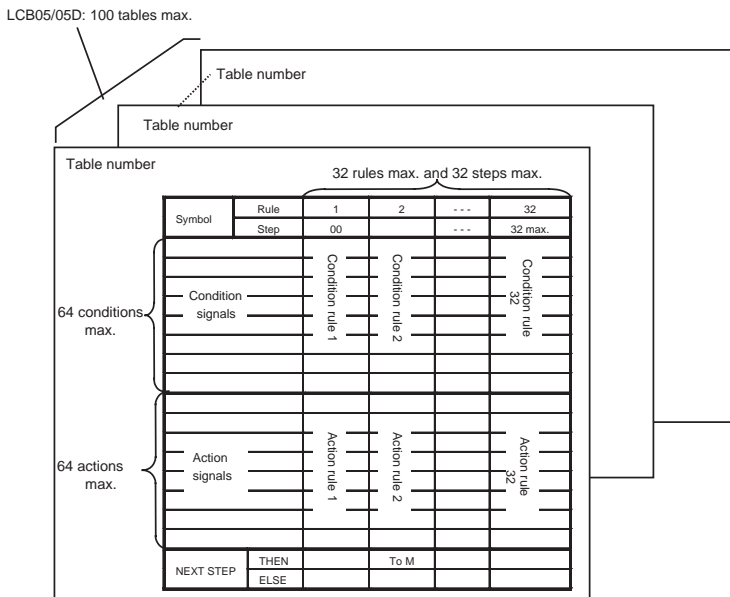 LCB05/05D: 100 tables max.
Table number
Table number
Table number
32 rules max. and 32 steps max.
Symbol
Rule
1
2
- - -
32
Step
00
- - -
32 max.
64 conditions
max.
Condition
signals
Condition rule 1
Condition rule 2
Condition rule
32
64 actions
max.
Action
signals
Action rule 1
Action rule 2
Action rule
32
NEXT STEP
THEN
To M
ELSE